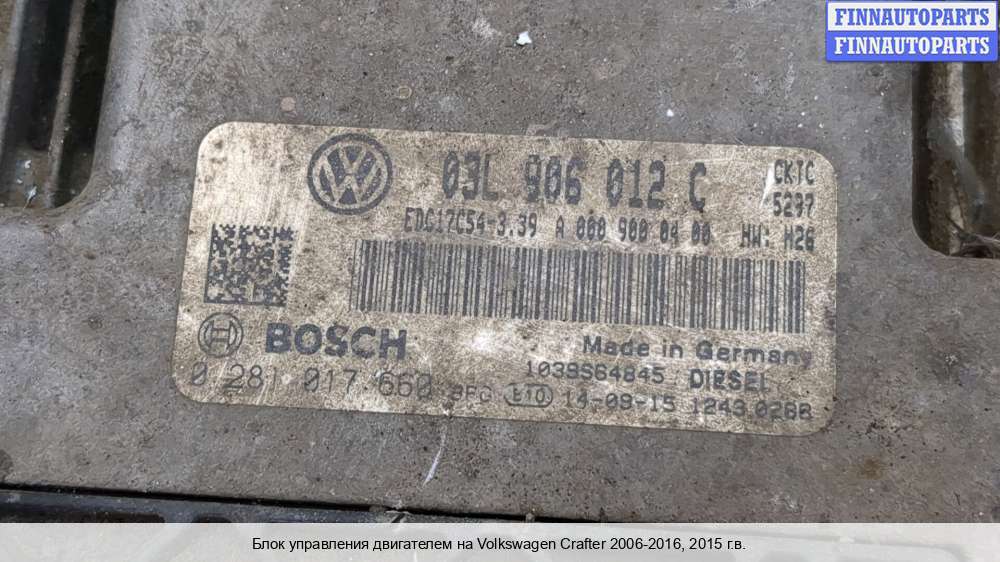 FINNAUTOPARTS
FINNAUTOPARTS
03L 906 012 C
CKTC
5297
EDC17C54-3.39 A 000 900 04 00 HW: H26
BOSCH
Made in Germany
1039S64845 DIESEL
0 281 017 660 E10 14-09-15 1243 0288
Блок управления двигателем на Volkswagen Crafter 2006-2016, 2015 г.в.